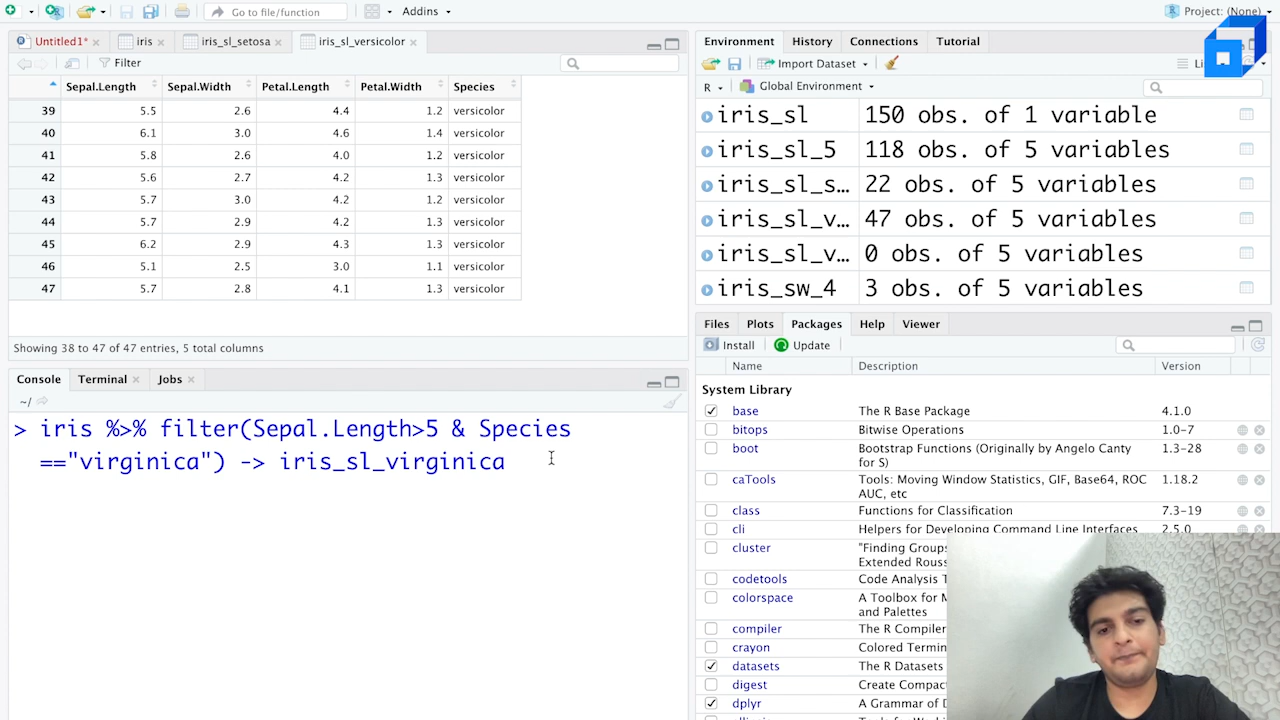 Go to file/function
Addins
Project: (None)
Untitled1*
iris
iris_sl_setosa
iris_sl_versicolor
Filter
Sepal.Length Sepal.Width Petal.Length Petal.Width Species
39 5.5 2.6 4.4 1.2 versicolor
40 6.1 3.0 4.6 1.4 versicolor
41 5.8 2.6 4.0 1.2 versicolor
42 5.6 2.7 4.2 1.3 versicolor
43 5.7 3.0 4.2 1.2 versicolor
44 5.7 2.9 4.2 1.3 versicolor
45 6.2 2.9 4.3 1.3 versicolor
46 5.1 2.5 3.0 1.1 versicolor
47 5.7 2.8 4.1 1.3 versicolor
Showing 38 to 47 of 47 entries, 5 total columns
Console Terminal Jobs
~/
> iris %>% filter(Sepal.Length>5 & Species
=="virginica") -> iris_sl_virginica
Environment History Connections Tutorial
Import Dataset
R Global Environment
iris_sl 150 obs. of 1 variable
iris_sl_5 118 obs. of 5 variables
iris_sl_s… 22 obs. of 5 variables
iris_sl_v… 47 obs. of 5 variables
iris_sl_v… 0 obs. of 5 variables
iris_sw_4 3 obs. of 5 variables
Files Plots Packages Help Viewer
Install Update
Name Description Version
System Library
base The R Base Package 4.1.0
bitops Bitwise Operations 1.0-7
boot Bootstrap Functions (Originally by Angelo Canty for S) 1.3-28
caTools Tools: Moving Window Statistics, GIF, Base64, ROC AUC, etc 1.18.2
class Functions for Classification 7.3-19
cli Helpers for Developing Command Line Interfaces 2.5.0
cluster "Finding Groups
Extended Rouss
codetools Code Analysis T
colorspace A Toolbox for M
and Palettes
compiler The R Compiler
crayon Colored Termin
datasets The R Datasets
digest Create Compac
dplyr A Grammar of D